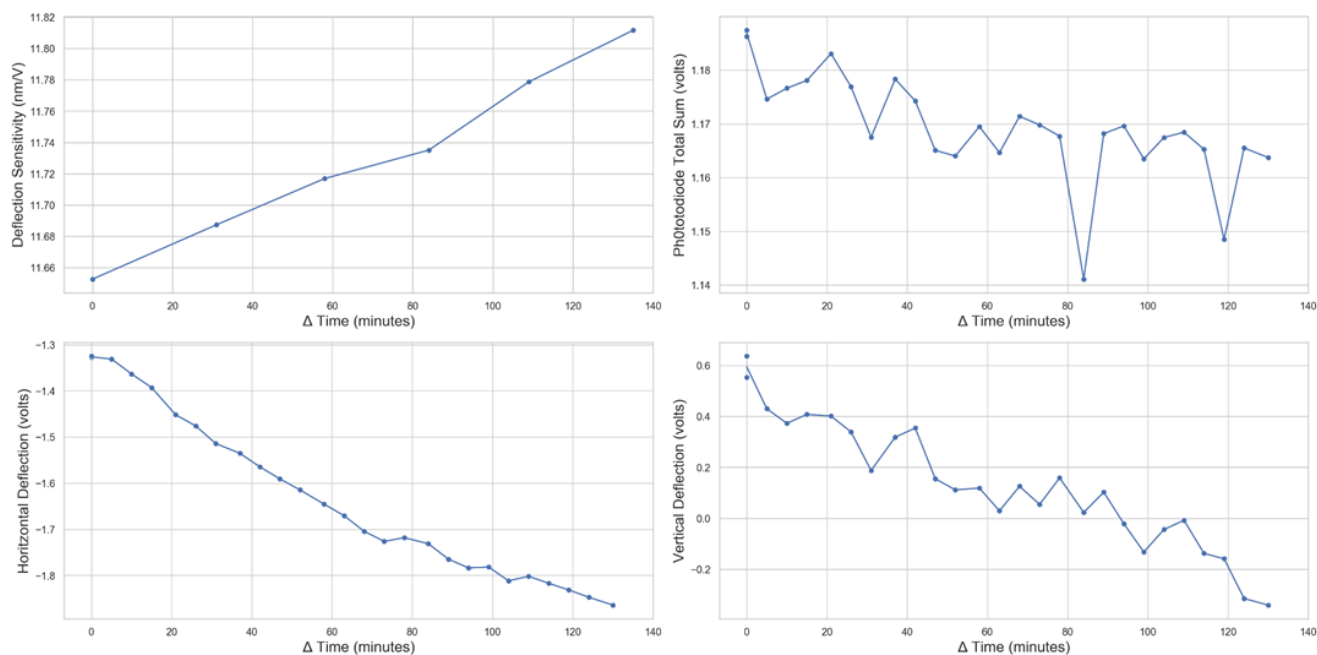 11.82
11.80
11.78
11.76
11.74
11.72
11.70
11.68
11.66
Deflection Sensitivity (nm/V)
0 20 40 60 80 100 120 140
Δ Time (minutes)
1.18
1.17
1.16
1.15
1.14
Ph0totodiode Total Sum (volts)
0 20 40 60 80 100 120 140
Δ Time (minutes)
−1.3
−1.4
−1.5
−1.6
−1.7
−1.8
Horitzontal Deflection (volts)
0 20 40 60 80 100 120 140
Δ Time (minutes)
0.6
0.4
0.2
0.0
−0.2
Vertical Deflection (volts)
0 20 40 60 80 100 120 140
Δ Time (minutes)